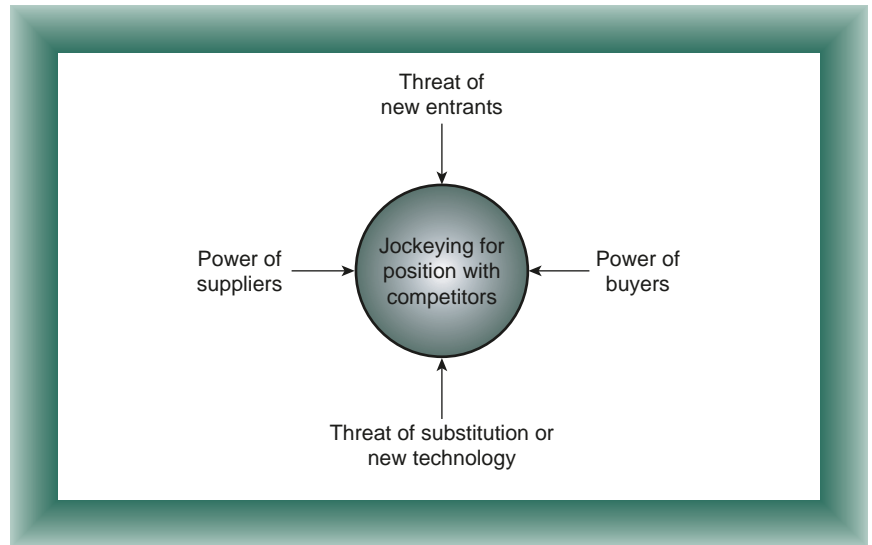 Threat of
new entrants
Power of
suppliers
Jockeying for
position with
competitors
Power of
buyers
Threat of substitution or
new technology